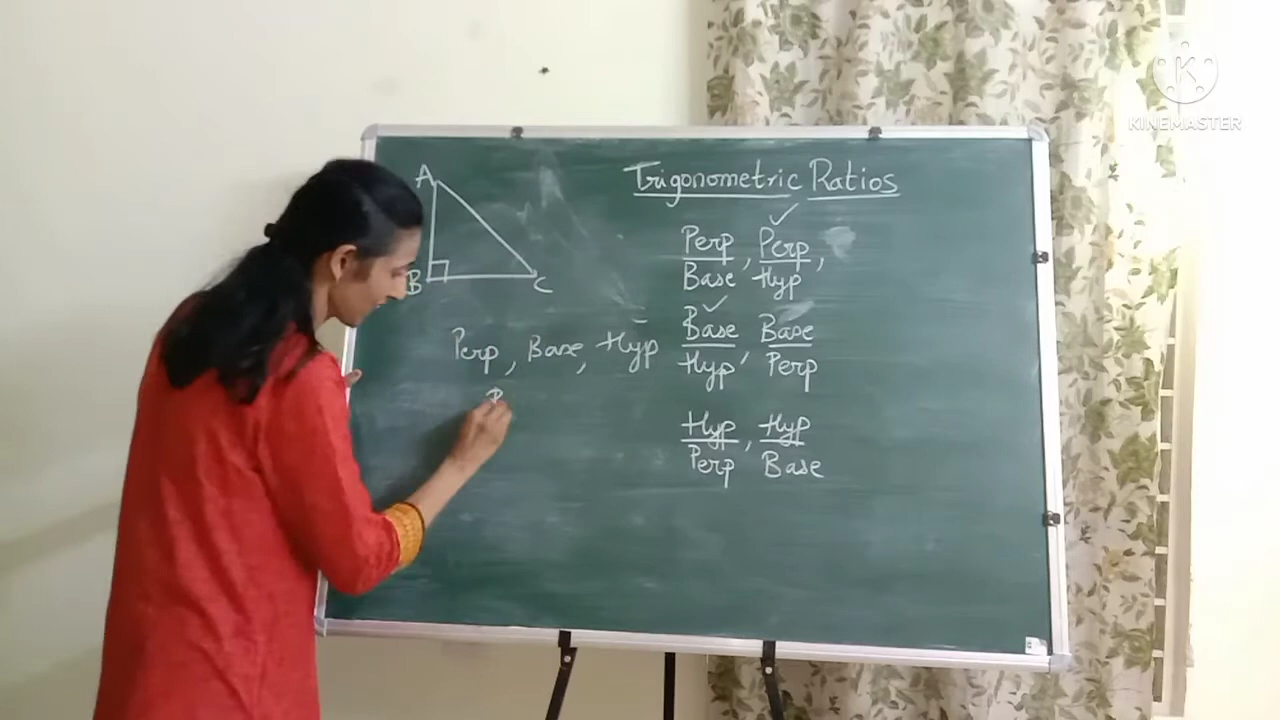 Trigonometric Ratios
A
B
C
Perp, Base, Hyp
Perp/Base, Perp/Hyp,
Base/Hyp, Base/Perp
Hyp/Perp, Hyp/Base
KINEMASTER